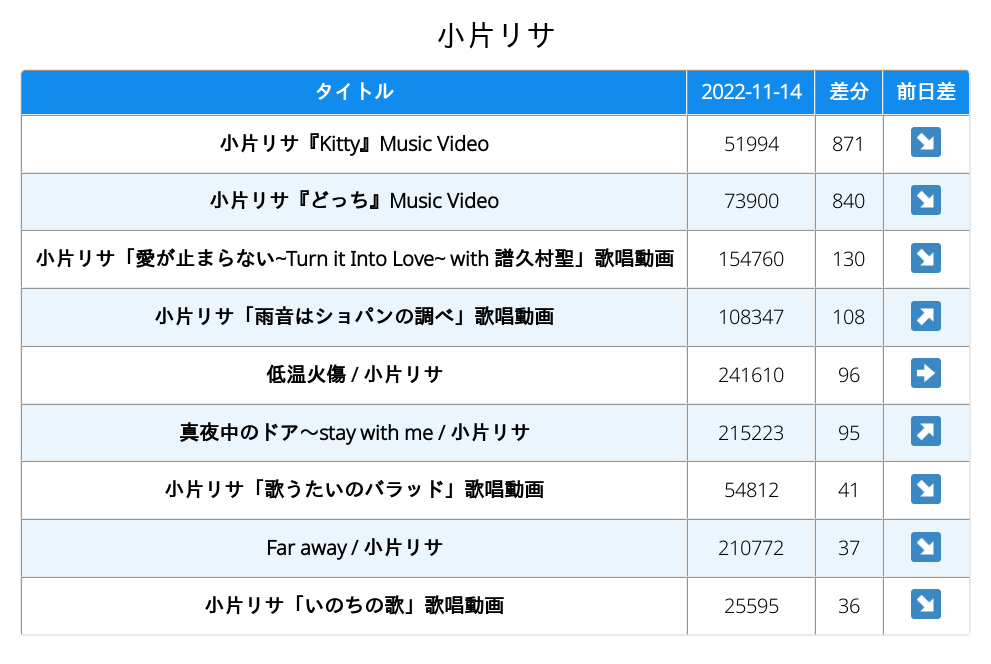 小片リサ
タイトル 2022-11-14 差分 前日差
小片リサ『Kitty』Music Video 51994 871 ↘
小片リサ『どっち』Music Video 73900 840 ↘
小片リサ「愛が止まらない~Turn it Into Love~ with 譜久村聖」歌唱動画 154760 130 ↘
小片リサ「雨音はショパンの調べ」歌唱動画 108347 108 ↗
低温火傷 / 小片リサ 241610 96 ➡
真夜中のドア〜stay with me / 小片リサ 215223 95 ↗
小片リサ「歌うたいのバラッド」歌唱動画 54812 41 ↘
Far away / 小片リサ 210772 37 ↘
小片リサ「いのちの歌」歌唱動画 25595 36 ↘